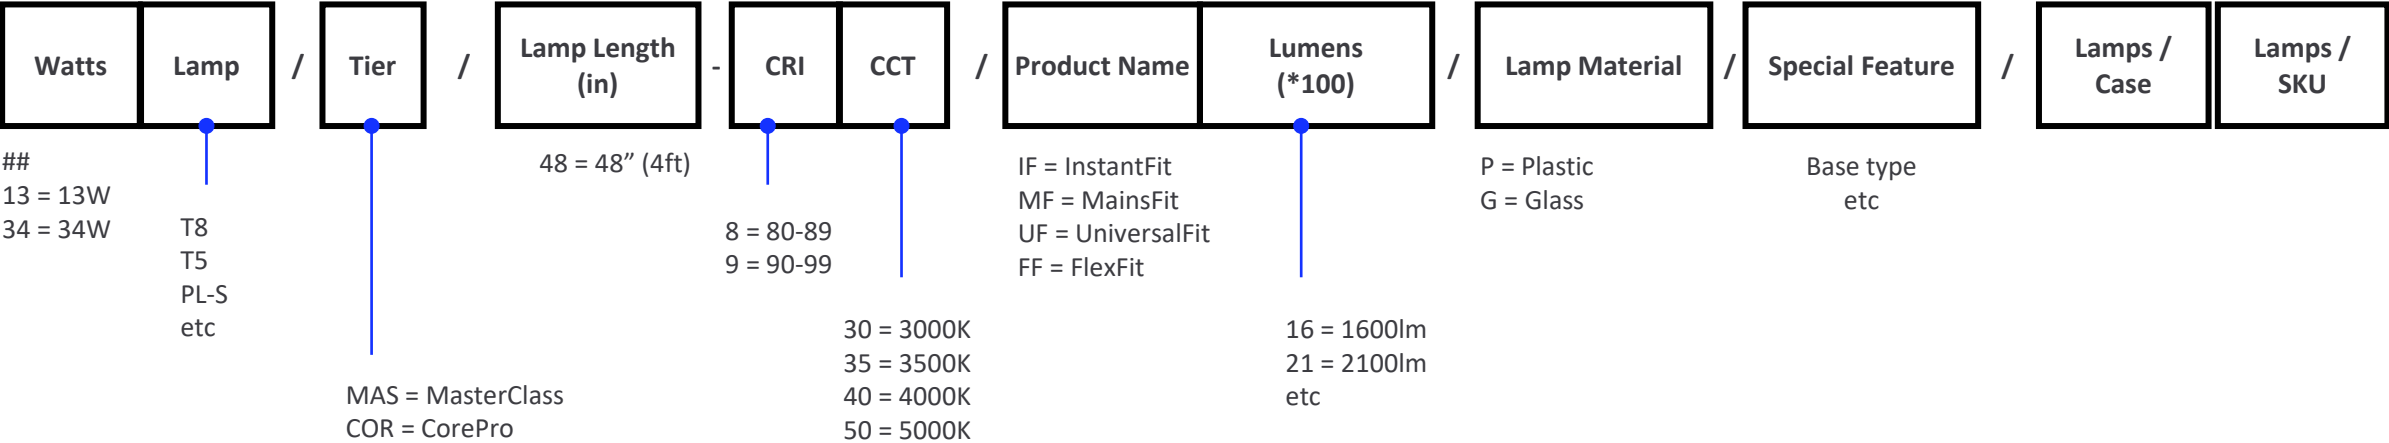 Watts Lamp / Tier / Lamp Length (in) - CRI CCT / Product Name Lumens (*100) / Lamp Material / Special Feature / Lamps / Case Lamps / SKU
##
13 = 13W
34 = 34W
T8
T5
PL-S
etc
MAS = MasterClass
COR = CorePro
48 = 48” (4ft)
8 = 80-89
9 = 90-99
30 = 3000K
35 = 3500K
40 = 4000K
50 = 5000K
IF = InstantFit
MF = MainsFit
UF = UniversalFit
FF = FlexFit
16 = 1600lm
21 = 2100lm
etc
P = Plastic
G = Glass
Base type
etc